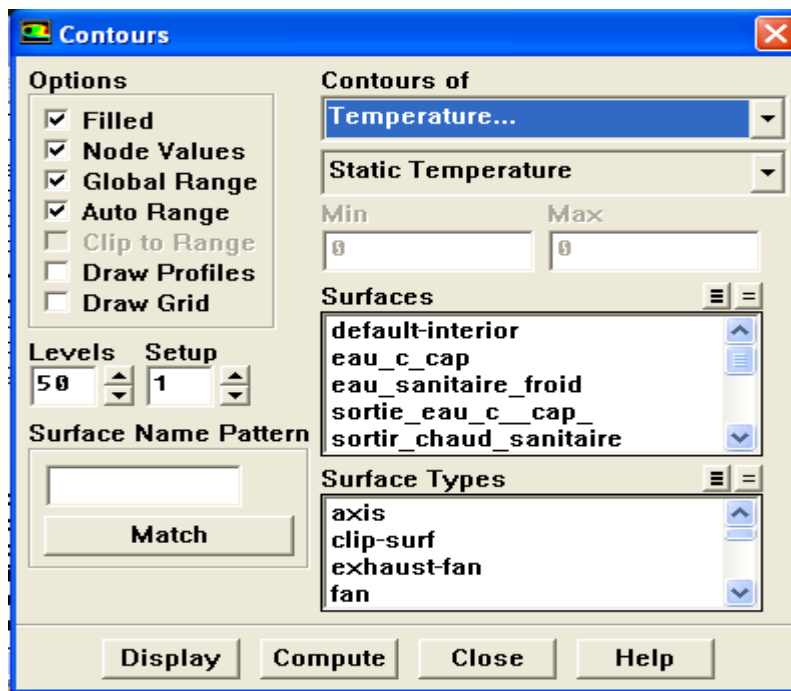 Contours
Options
Filled
Node Values
Global Range
Auto Range
Clip to Range
Draw Profiles
Draw Grid
Levels Setup
50 1
Surface Name Pattern
Match
Contours of
Temperature...
Static Temperature
Min Max
0 0
Surfaces
default-interior
eau_c_cap
eau_sanitaire_froid
sortie_eau_c__cap_
sortir_chaud_sanitaire
Surface Types
axis
clip-surf
exhaust-fan
fan
Display Compute Close Help